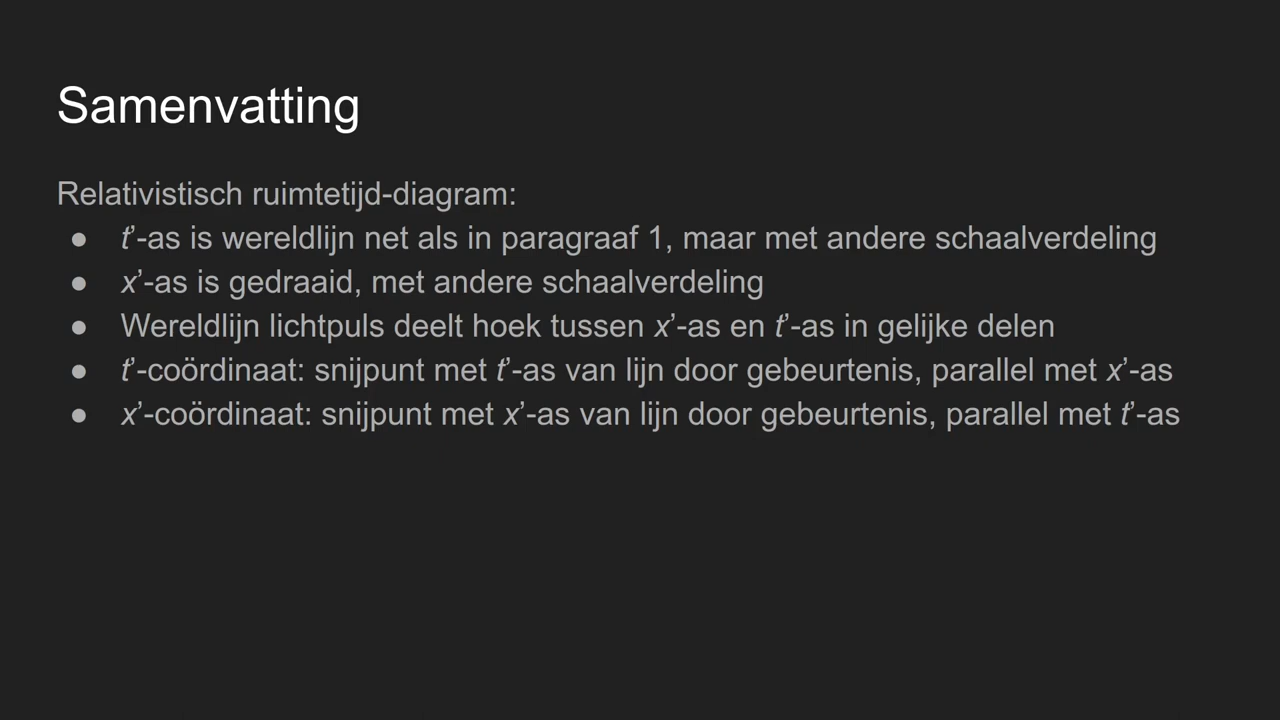 Samenvatting
Relativistisch ruimtetijd-diagram:
● t’-as is wereldlijn net als in paragraaf 1, maar met andere schaalverdeling
● x’-as is gedraaid, met andere schaalverdeling
● Wereldlijn lichtpuls deelt hoek tussen x’-as en t’-as in gelijke delen
● t’-coördinaat: snijpunt met t’-as van lijn door gebeurtenis, parallel met x’-as
● x’-coördinaat: snijpunt met x’-as van lijn door gebeurtenis, parallel met t’-as